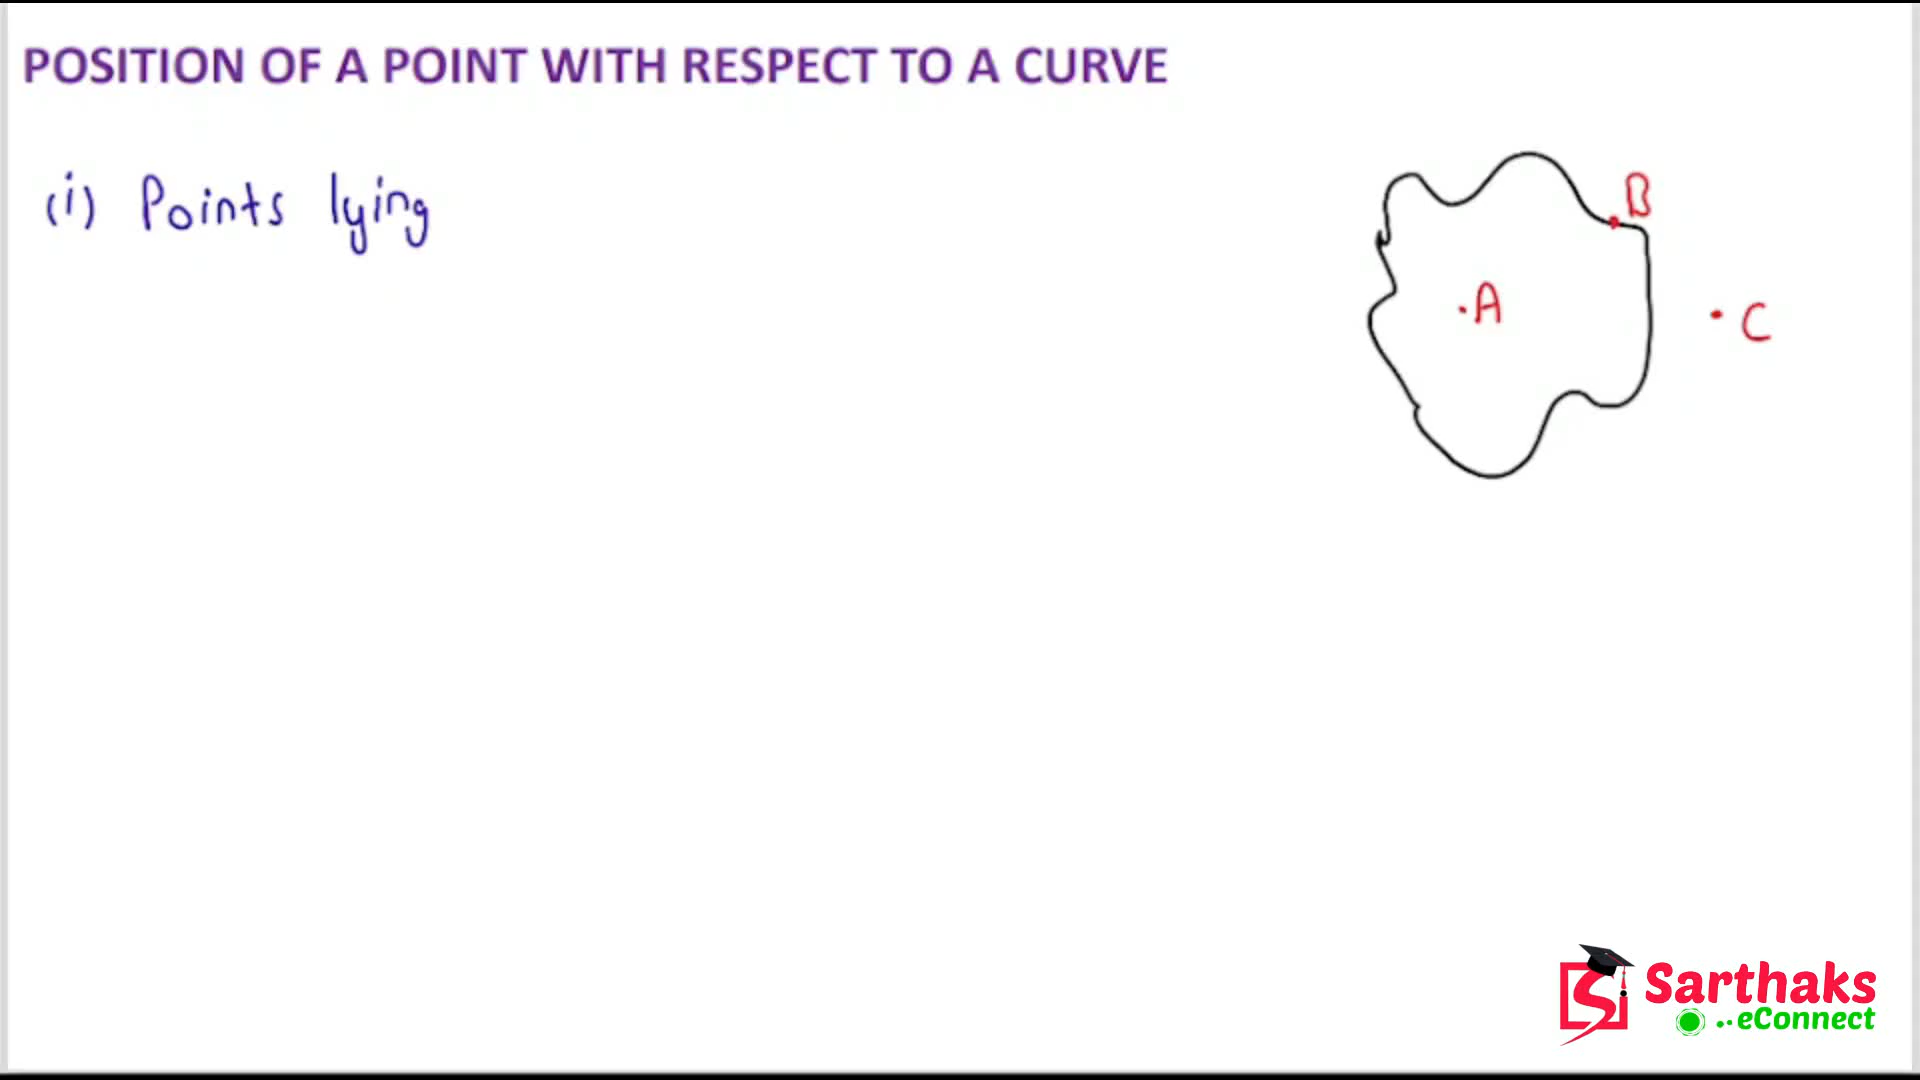 POSITION OF A POINT WITH RESPECT TO A CURVE
(i) Points lying
B
A
C
Sarthaks
eConnect